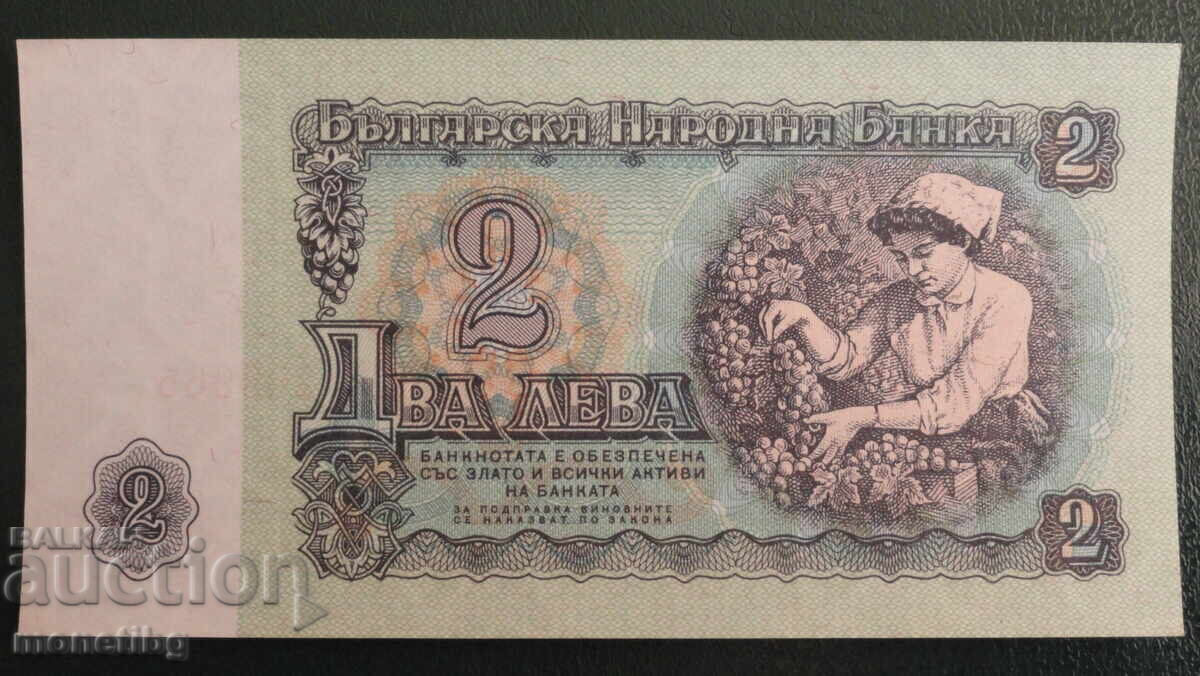 Българска Народна Банка
2
2
Два лева
БАНКНОТАТА Е ОБЕЗПЕЧЕНА
СЪС ЗЛАТО И ВСИЧКИ АКТИВИ
НА БАНКАТА
ЗА ПОДПРАВКА ВИНОВНИТЕ
СЕ НАКАЗВАТ ПО ЗАКОНА
2
2
BALKAN
auction
monetibg